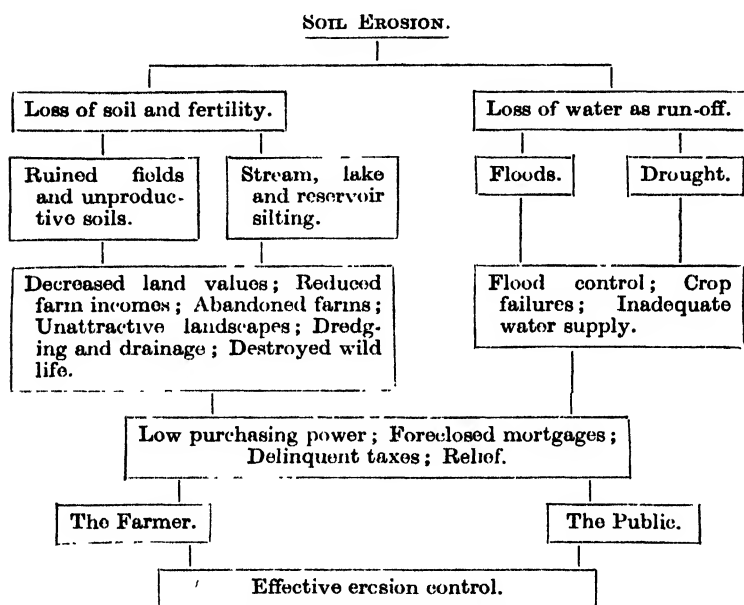 SOIL EROSION.
Loss of soil and fertility.
Loss of water as run-off.
Ruined fields
and unproduc-
tive soils.
Stream, lake
and reservoir
silting.
Floods.
Drought.
Decreased land values; Reduced
farm incomes; Abandoned farms;
Unattractive landscapes; Dredg-
ing and drainage; Destroyed wild
life.
Flood control; Crop
failures; Inadequate
water supply.
Low purchasing power; Foreclosed mortgages;
Delinquent taxes; Relief.
The Farmer.
The Public.
Effective erosion control.